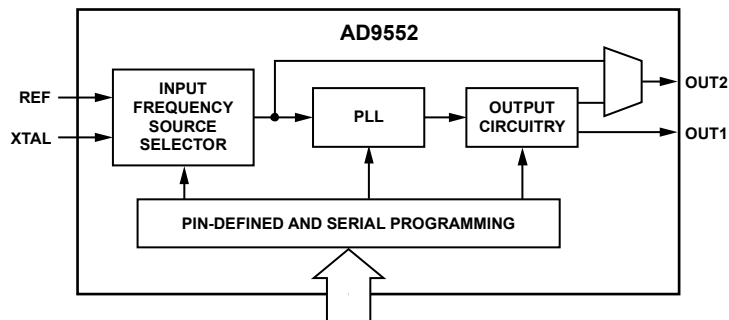 AD9552
REF
XTAL
INPUT
FREQUENCY
SOURCE
SELECTOR
PLL
OUTPUT
CIRCUITRY
OUT2
OUT1
PIN-DEFINED AND SERIAL PROGRAMMING